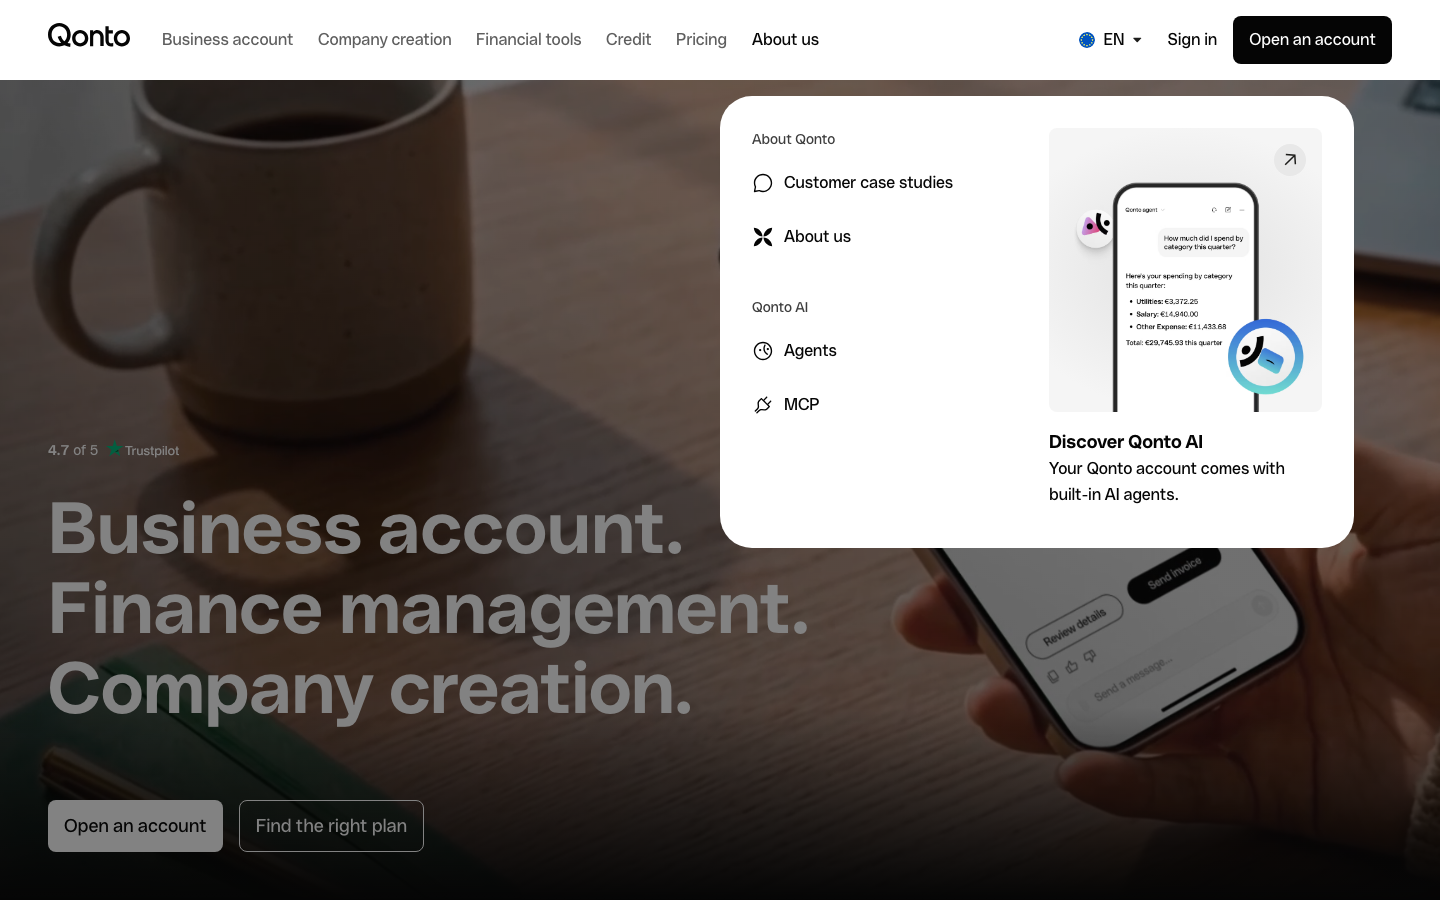 Qonto
Business account
Company creation
Financial tools
Credit
Pricing
About us
EN
Sign in
Open an account
About Qonto
Customer case studies
About us
Qonto AI
Agents
MCP
Qonto agent
How much did I spend by
category this quarter?
Here's your spending by category
this quarter:
• Utilities: €3,372.25
• Salary: €14,940.00
• Other Expense: €11,433.68
Total: €29,745.93 this quarter
Discover Qonto AI
Your Qonto account comes with
built-in AI agents.
4.7 of 5 Trustpilot
Business account.
Finance management.
Company creation.
Open an account
Find the right plan
Send invoice
Review details
Send a message...